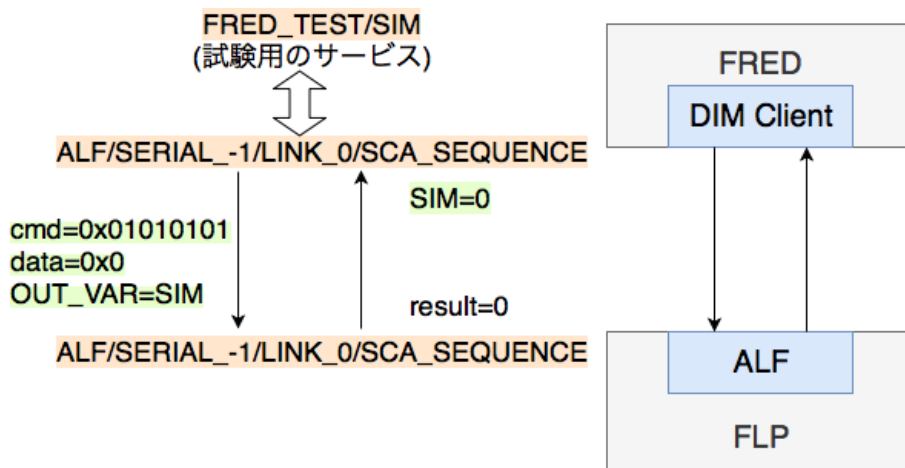 FRED_TEST/SIM
(試験用のサービス)
ALF/SERIAL_-1/LINK_0/SCA_SEQUENCE
SIM=0
cmd=0x01010101
data=0x0
OUT_VAR=SIM
result=0
ALF/SERIAL_-1/LINK_0/SCA_SEQUENCE
FRED
DIM Client
ALF
FLP